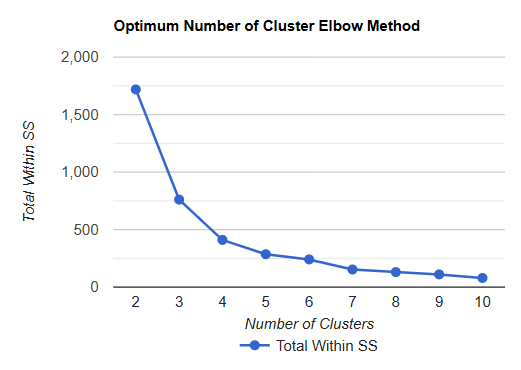 Optimum Number of Cluster Elbow Method
2,000
1,500
1,000
500
0
Total Within SS
2 3 4 5 6 7 8 9 10
Number of Clusters
Total Within SS